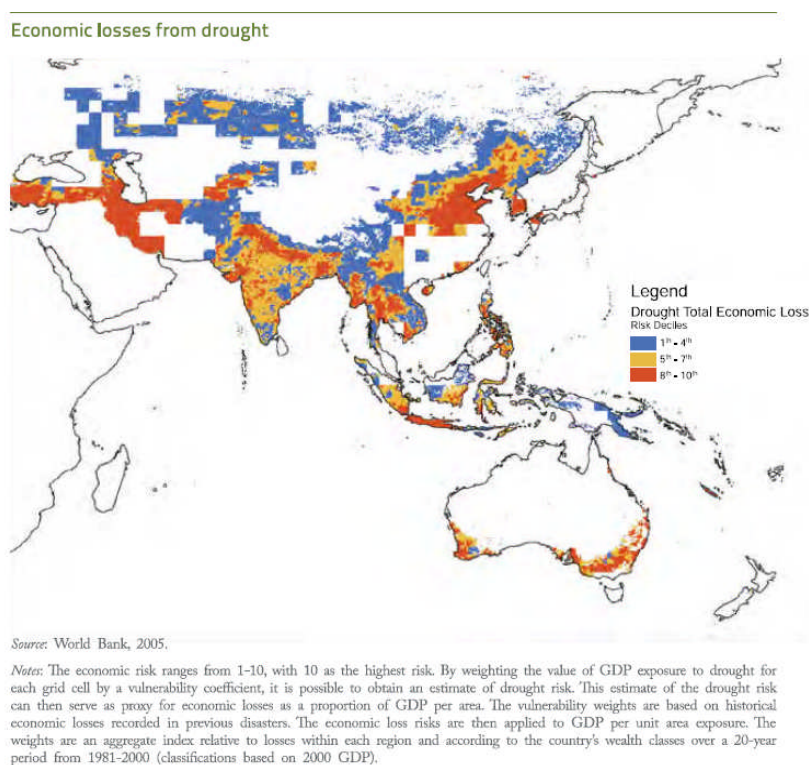 Economic losses from drought
Legend
Drought Total Economic Loss
Risk Deciles
1ˢᵗ - 4ᵗʰ
5ᵗʰ - 7ᵗʰ
8ᵗʰ - 10ᵗʰ
Source: World Bank, 2005.
Notes: The economic risk ranges from 1-10, with 10 as the highest risk. By weighting the value of GDP exposure to drought for
each grid cell by a vulnerability coefficient, it is possible to obtain an estimate of drought risk. This estimate of the drought risk
can then serve as proxy for economic losses as a proportion of GDP per area. The vulnerability weights are based on historical
economic losses recorded in previous disasters. The economic loss risks are then applied to GDP per unit area exposure. The
weights are an aggregate index relative to losses within each region and according to the country's wealth classes over a 20-year
period from 1981-2000 (classifications based on 2000 GDP).